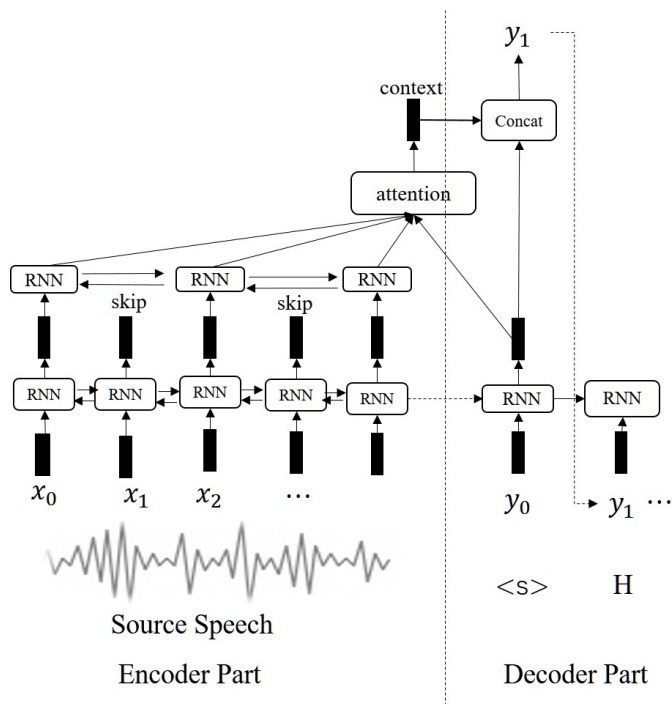 y₁
context
Concat
attention
RNN RNN RNN
skip skip
RNN RNN RNN RNN RNN RNN RNN
x₀ x₁ x₂ ... y₀ y₁ ...
<s> H
Source Speech
Encoder Part Decoder Part